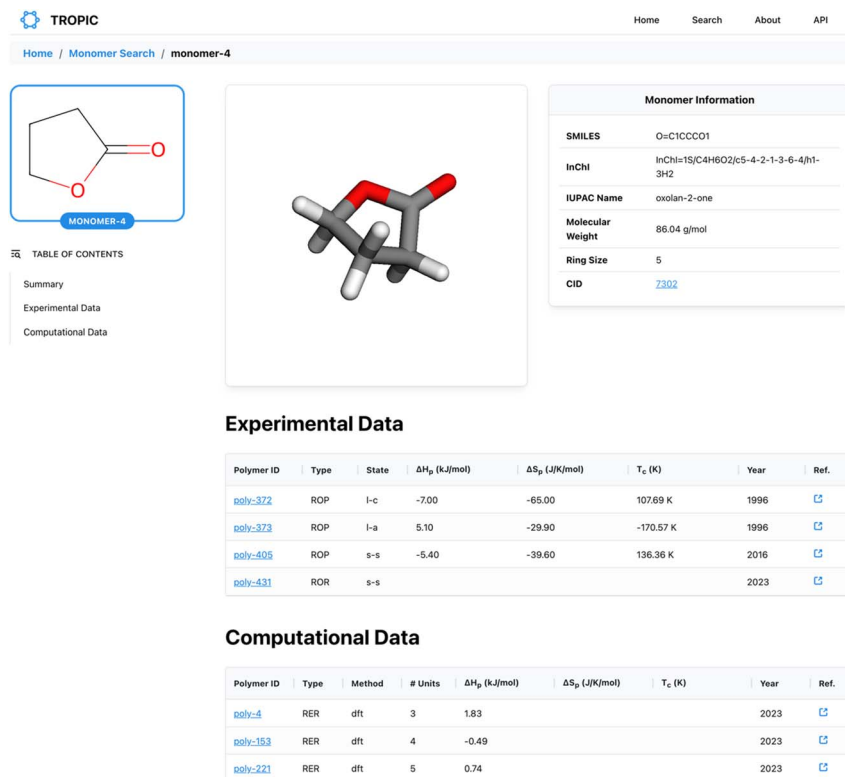 TROPIC
Home Search About API
Home / Monomer Search / monomer-4
O
O
MONOMER-4
TABLE OF CONTENTS
Summary
Experimental Data
Computational Data
Monomer Information
SMILES O=C1CCCO1
InChI InChI=1S/C4H6O2/c5-4-2-1-3-6-4/h1-
3H2
IUPAC Name oxolan-2-one
Molecular
Weight 86.04 g/mol
Ring Size 5
CID 7302
Experimental Data
Polymer ID Type State ΔHp (kJ/mol) ΔSp (J/K/mol) Tc (K) Year Ref.
poly-372 ROP l-c -7.00 -65.00 107.69 K 1996
poly-373 ROP l-a 5.10 -29.90 -170.57 K 1996
poly-405 ROP s-s -5.40 -39.60 136.36 K 2016
poly-431 ROR s-s 2023
Computational Data
Polymer ID Type Method # Units ΔHp (kJ/mol) ΔSp (J/K/mol) Tc (K) Year Ref.
poly-4 RER dft 3 1.83 2023
poly-153 RER dft 4 -0.49 2023
poly-221 RER dft 5 0.74 2023